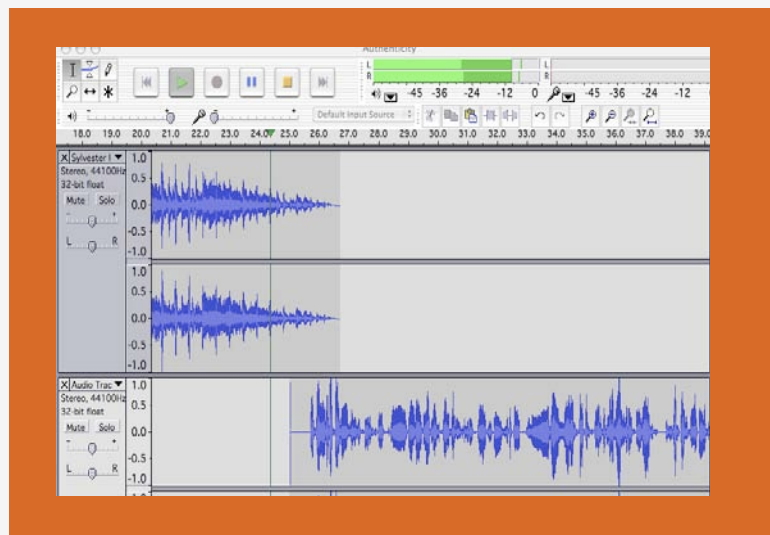 Authenticity
L
R
-45 -36 -24 -12 0
L
R
-45 -36 -24 -12
Default Input Source
18.0 19.0 20.0 21.0 22.0 23.0 24.0 25.0 26.0 27.0 28.0 29.0 30.0 31.0 32.0 33.0 34.0 35.0 36.0 37.0 38.0 39.0
X Sylvester I
Stereo, 44100Hz
32-bit float
Mute Solo
- +
L R
1.0
0.5
0.0
-0.5
-1.0
1.0
0.5
0.0
-0.5
-1.0
X Audio Trac
Stereo, 44100Hz
32-bit float
Mute Solo
- +
L R
1.0
0.5
0.0
-0.5
-1.0